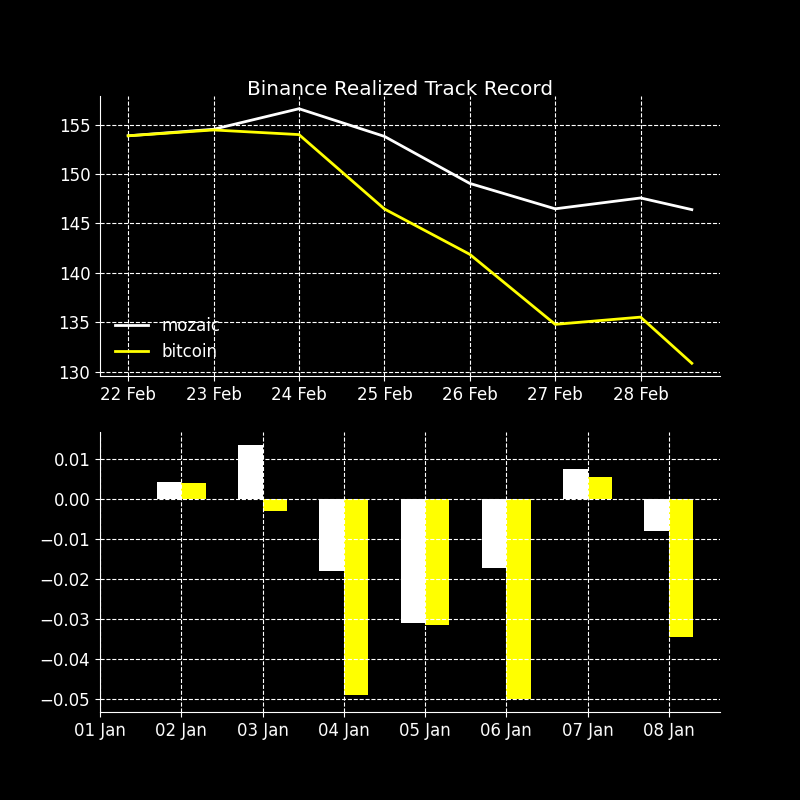 Binance Realized Track Record
155
150
145
140
135
130
mozaic
bitcoin
22 Feb 23 Feb 24 Feb 25 Feb 26 Feb 27 Feb 28 Feb
0.01
0.00
−0.01
−0.02
−0.03
−0.04
−0.05
01 Jan 02 Jan 03 Jan 04 Jan 05 Jan 06 Jan 07 Jan 08 Jan